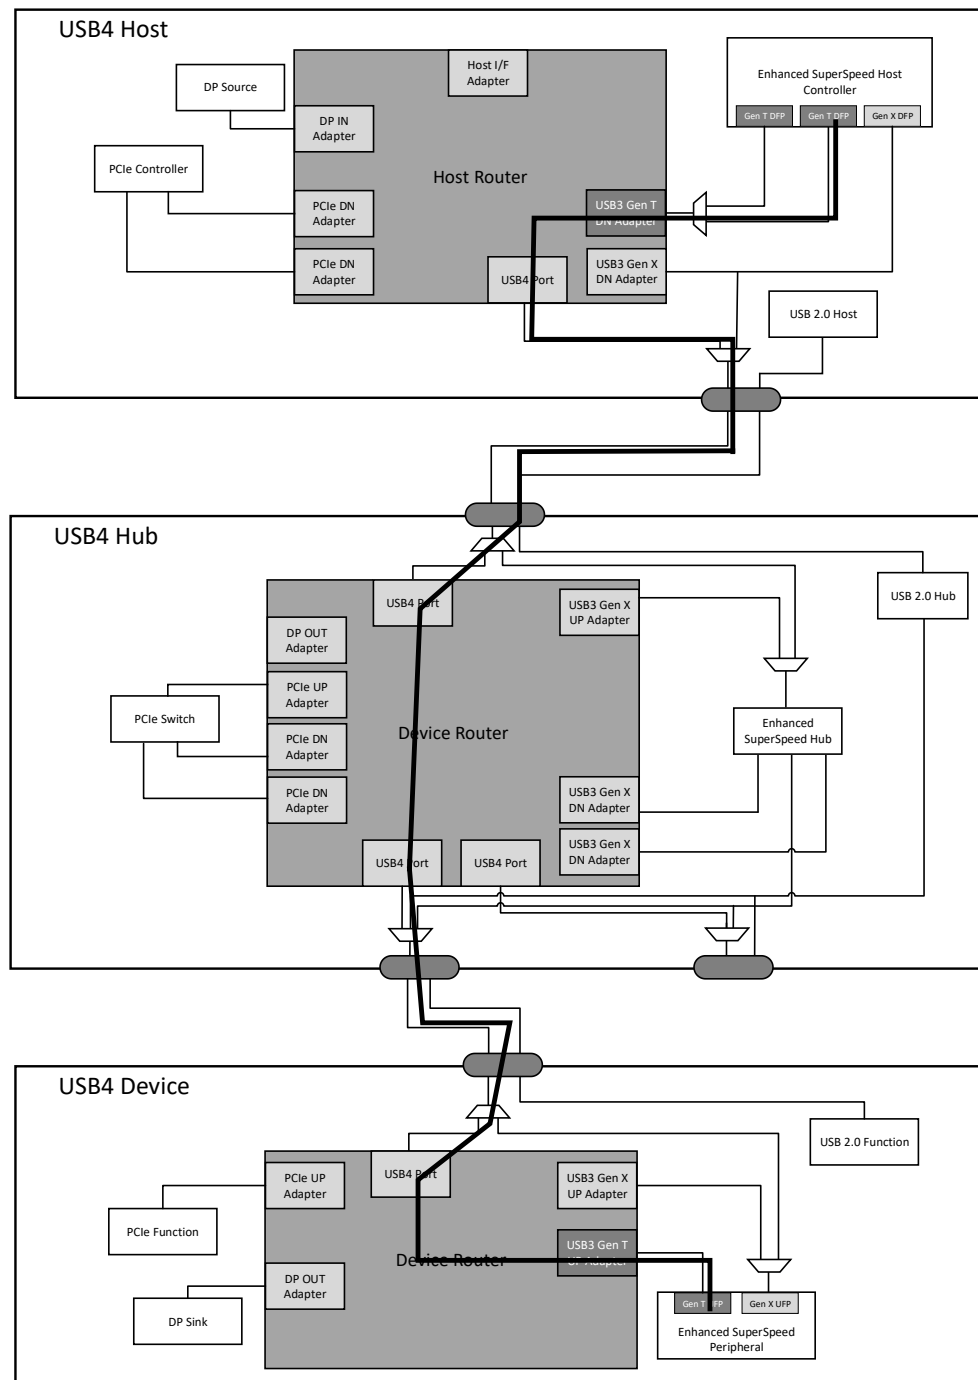 USB4 Host
Host I/F
Adapter
Enhanced SuperSpeed Host
Controller
DP Source
Gen T DFP
Gen T DFP
Gen X DFP
DP IN
Adapter
PCIe Controller
Host Router
PCIe DN
Adapter
USB3 Gen T
DN Adapter
PCIe DN
Adapter
USB4 Port
USB3 Gen X
DN Adapter
USB 2.0 Host
USB4 Hub
USB4 Port
USB3 Gen X
UP Adapter
USB 2.0 Hub
DP OUT
Adapter
PCIe UP
Adapter
PCIe Switch
Device Router
Enhanced
SuperSpeed Hub
PCIe DN
Adapter
PCIe DN
Adapter
USB3 Gen X
DN Adapter
USB3 Gen X
DN Adapter
USB4 Port
USB4 Port
USB4 Device
USB 2.0 Function
USB4 Port
PCIe UP
Adapter
USB3 Gen X
UP Adapter
PCIe Function
USB3 Gen T
UP Adapter
Device Router
DP OUT
Adapter
DP Sink
Gen T UFP
Gen X UFP
Enhanced SuperSpeed
Peripheral